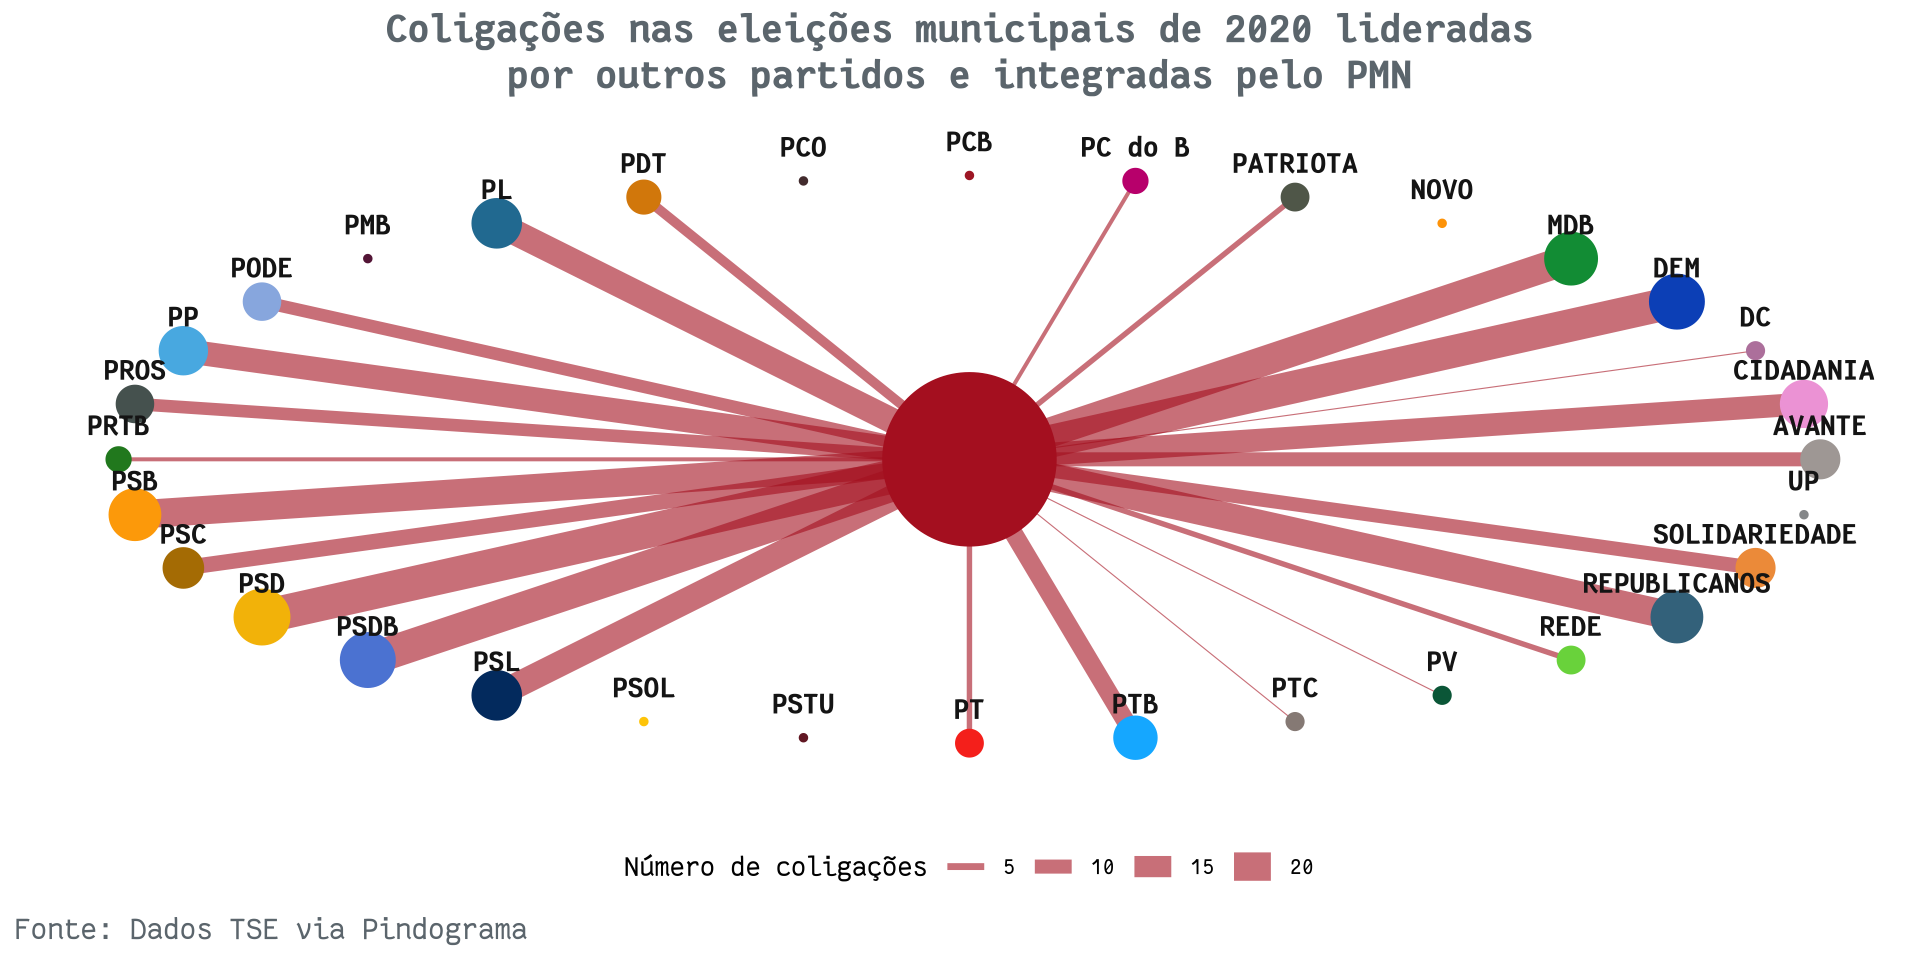 Coligações nas eleições municipais de 2020 lideradas
por outros partidos e integradas pelo PMN
PCB
PCO
PC do B
PDT
PATRIOTA
PL
NOVO
PMB
MDB
PODE
DEM
PP
DC
PROS
CIDADANIA
PRTB
AVANTE
PSB
UP
PSC
SOLIDARIEDADE
PSD
REPUBLICANOS
PSDB
REDE
PSL
PV
PSOL
PTC
PSTU
PTB
PT
Número de coligações 5 10 15 20
Fonte: Dados TSE via Pindograma